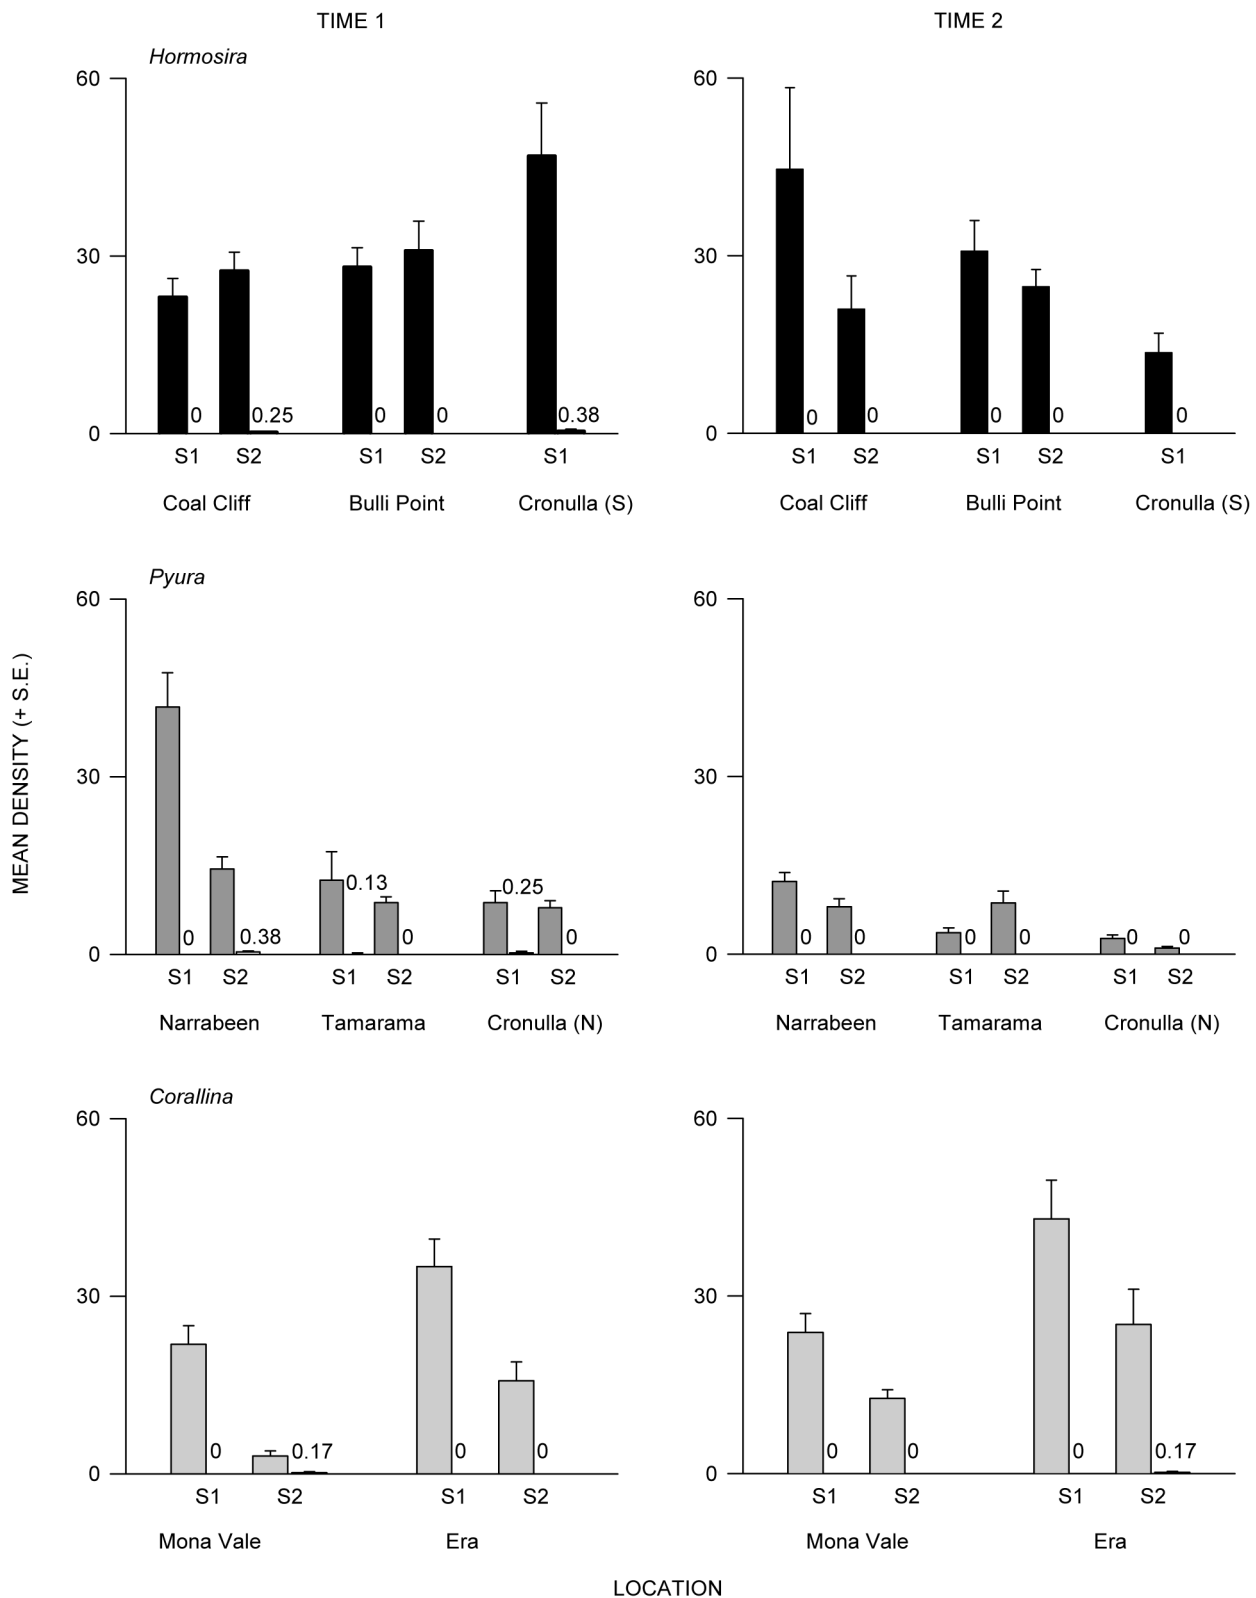 TIME 1 TIME 2
Hormosira
60 60
30 30
0 0.25 0 0 0.38 0 0 0 0 0
0 0
S1 S2 S1 S2 S1 S1 S2 S1 S2 S1
Coal Cliff Bulli Point Cronulla (S) Coal Cliff Bulli Point Cronulla (S)
Pyura
60 60
MEAN DENSITY (+ S.E.)
30 30
0.13 0.25
0 0.38 0 0 0 0 0 0 0 0
0 0
S1 S2 S1 S2 S1 S2 S1 S2 S1 S2 S1 S2
Narrabeen Tamarama Cronulla (N) Narrabeen Tamarama Cronulla (N)
Corallina
60 60
30 30
0 0.17 0 0 0 0 0 0.17
0 0
S1 S2 S1 S2 S1 S2 S1 S2
Mona Vale Era Mona Vale Era
LOCATION